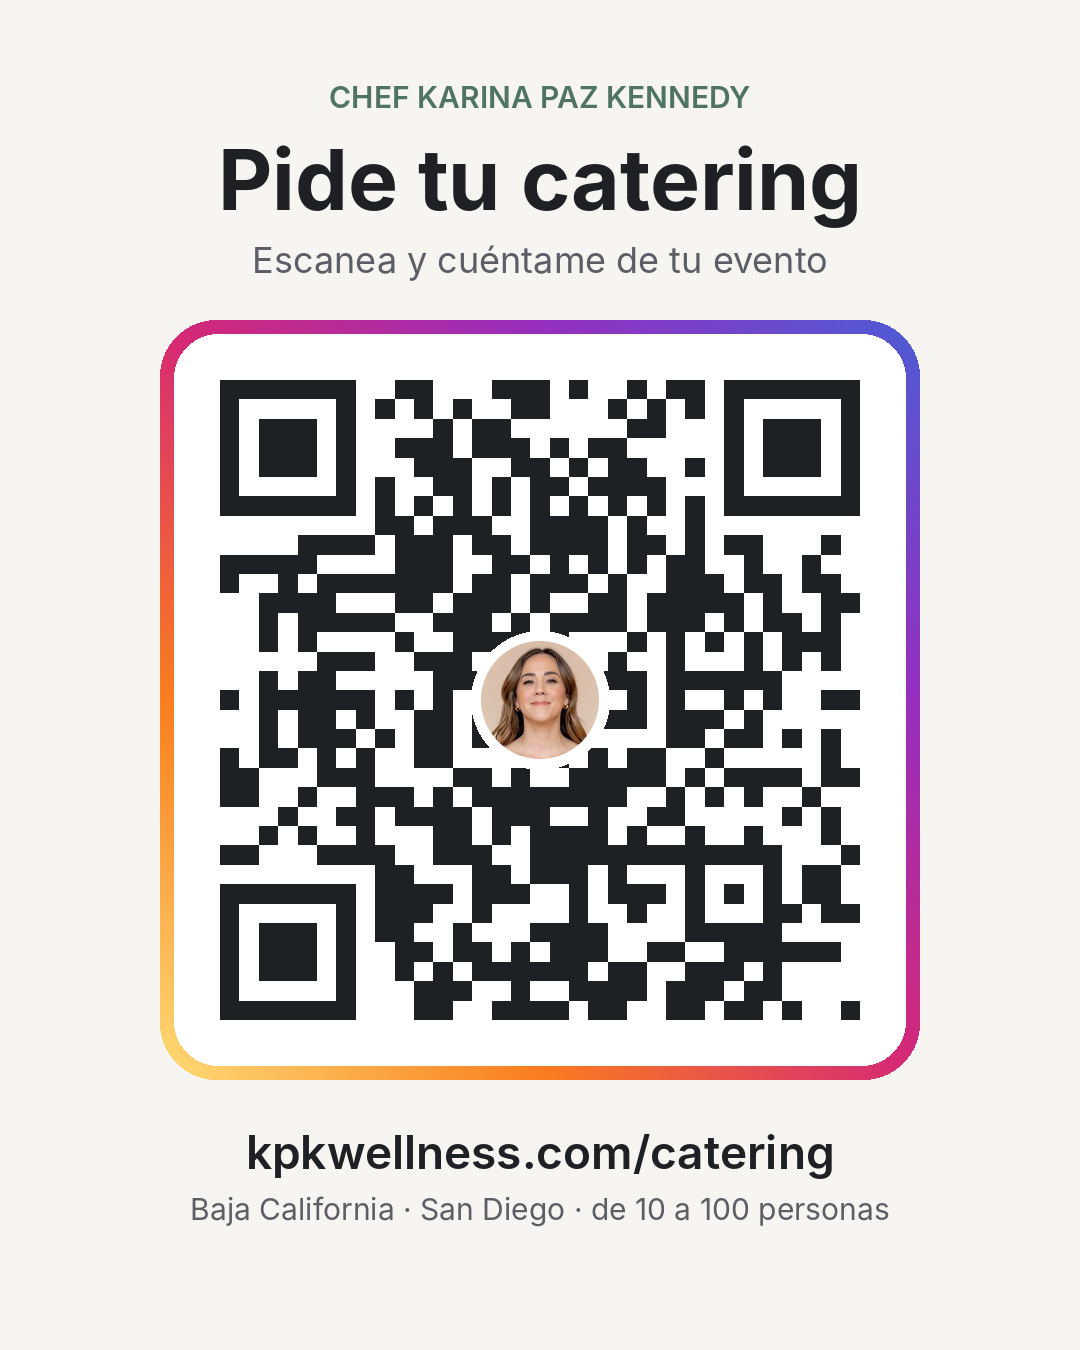 CHEF KARINA PAZ KENNEDY
Pide tu catering
Escanea y cuéntame de tu evento
kpkwellness.com/catering
Baja California · San Diego · de 10 a 100 personas